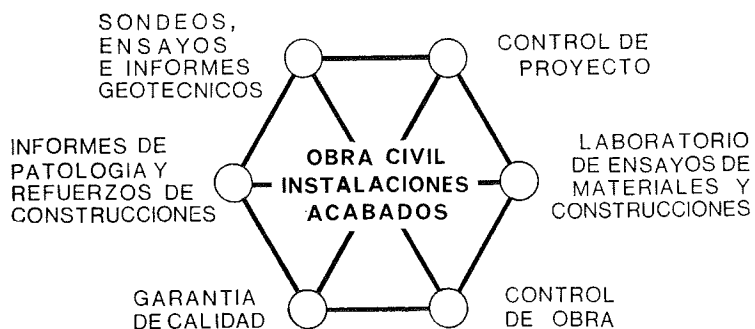 SONDEOS,
ENSAYOS
E INFORMES
GEOTECNICOS
CONTROL DE
PROYECTO
INFORMES DE
PATOLOGIA Y
REFUERZOS DE
CONSTRUCCIONES
OBRA CIVIL
INSTALACIONES
ACABADOS
LABORATORIO
DE ENSAYOS DE
MATERIALES Y
CONSTRUCCIONES
GARANTIA
DE CALIDAD
CONTROL
DE OBRA